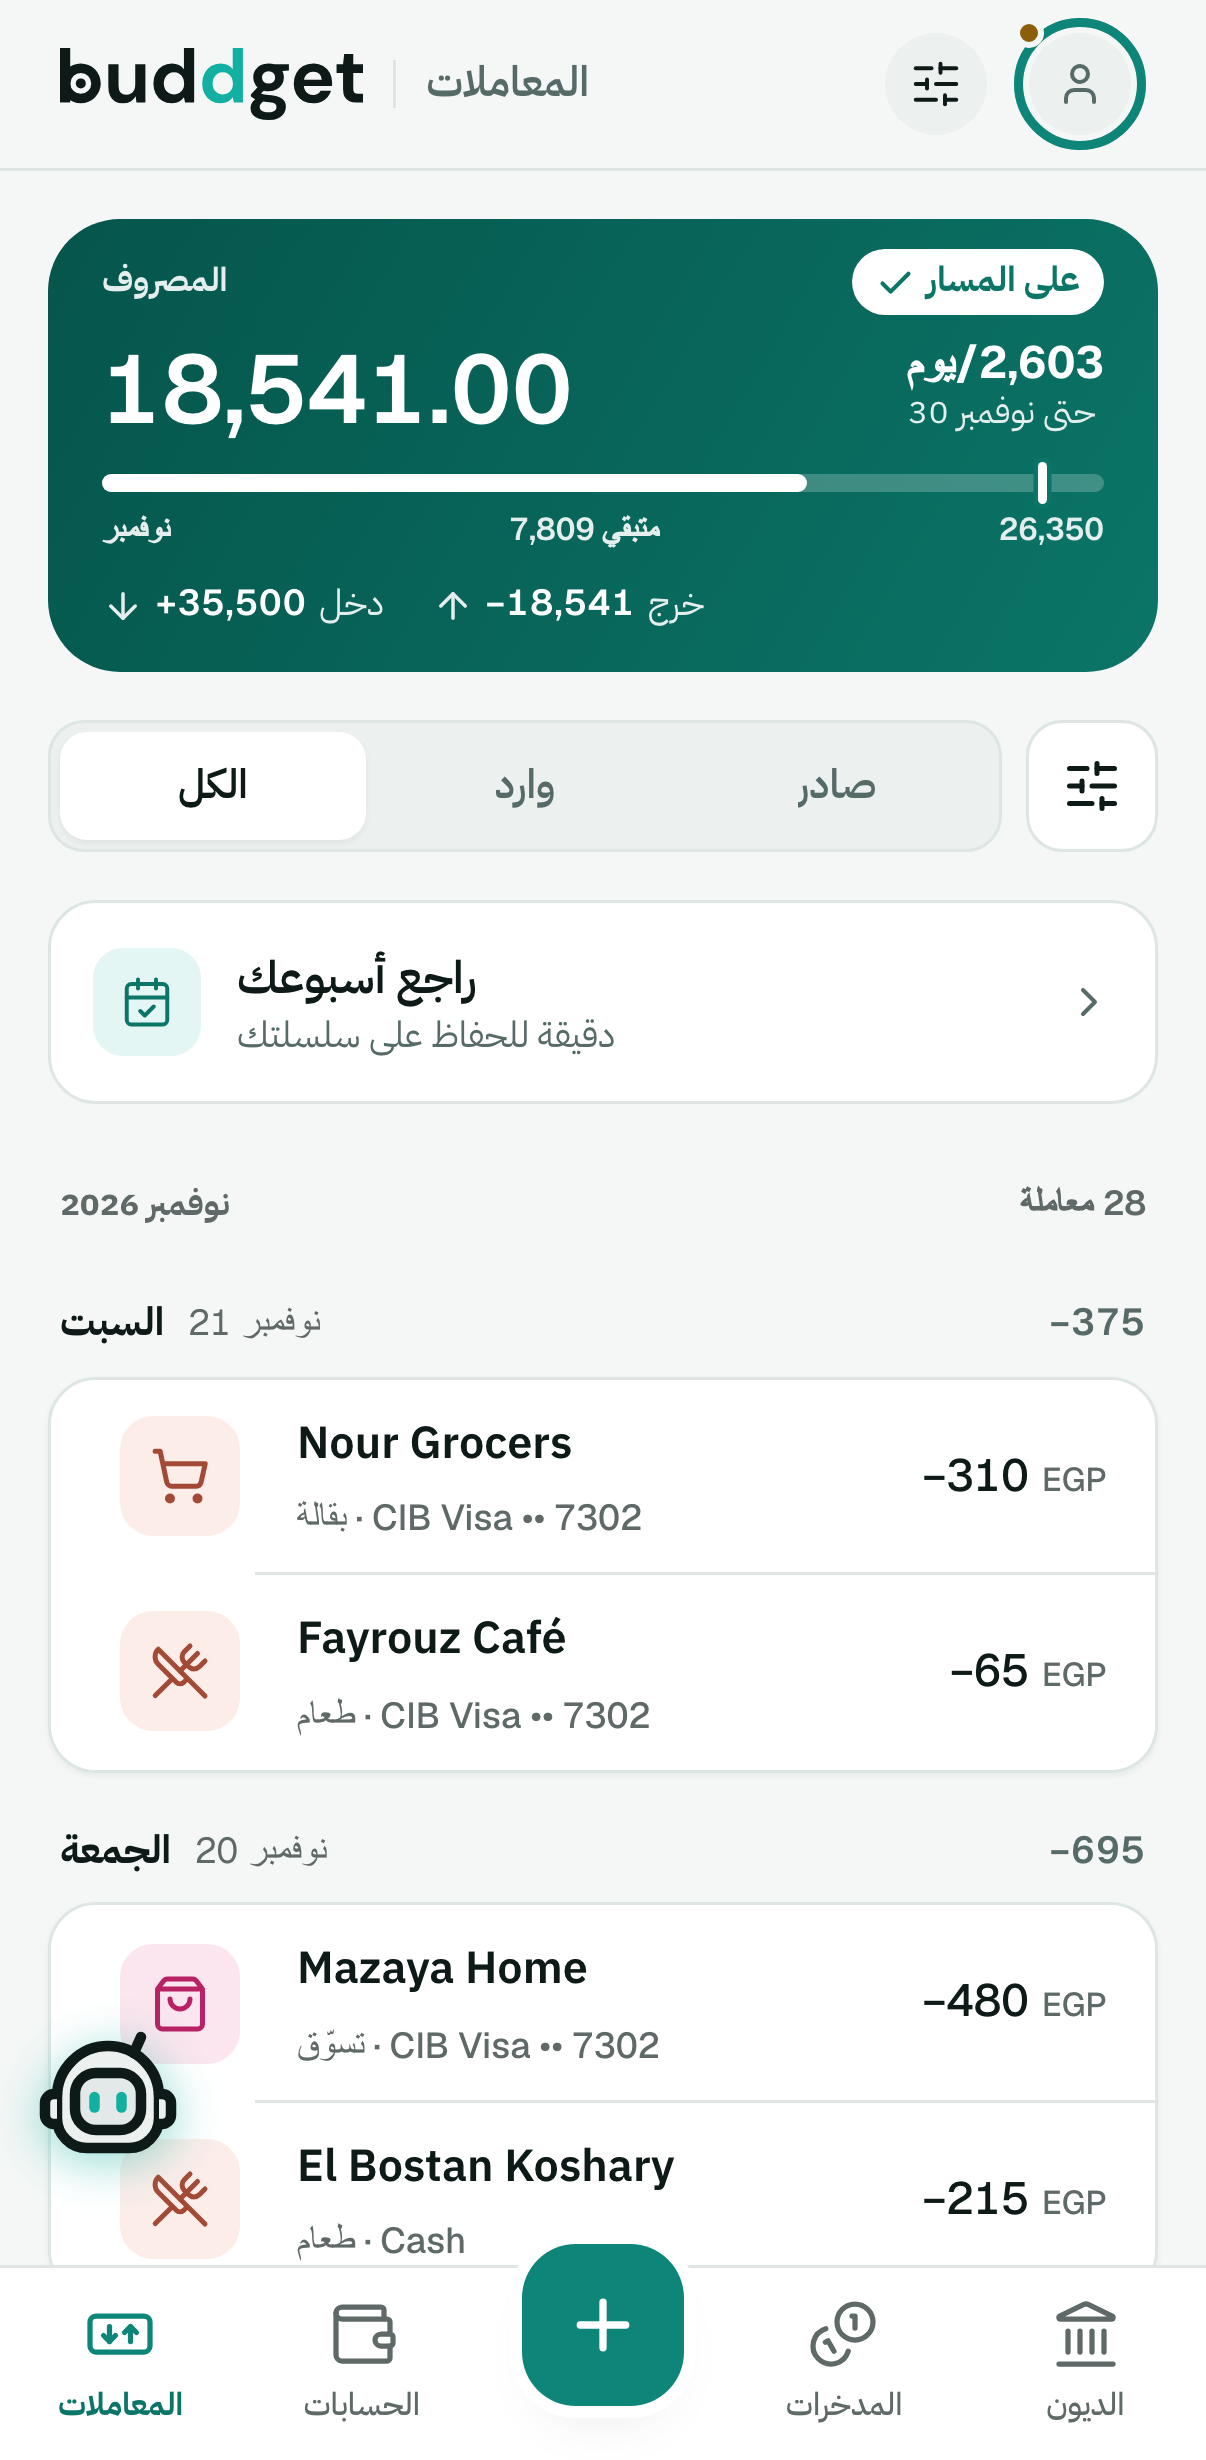 buddget
المعاملات
المصروف
على المسار
18,541.00
2,603/يوم
حتى نوفمبر 30
نوفمبر
متبقي 7,809
26,350
+35,500 دخل
−18,541 خرج
الكل
وارد
صادر
راجع أسبوعك
دقيقة للحفاظ على سلسلتك
نوفمبر 2026
28 معاملة
السبت
21 نوفمبر
−375
Nour Grocers
−310 EGP
بقالة · CIB Visa •• 7302
Fayrouz Café
−65 EGP
طعام · CIB Visa •• 7302
الجمعة
20 نوفمبر
−695
Mazaya Home
−480 EGP
تسوّق · CIB Visa •• 7302
El Bostan Koshary
−215 EGP
طعام · Cash
المعاملات
الحسابات
المدخرات
الديون